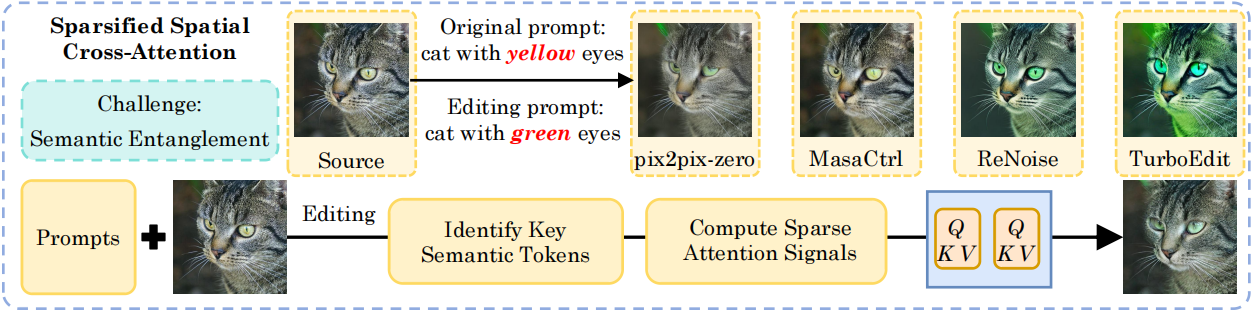 Sparsified Spatial
Cross-Attention
Challenge:
Semantic Entanglement
Source
Original prompt:
cat with yellow eyes
Editing prompt:
cat with green eyes
pix2pix-zero
MasaCtrl
ReNoise
TurboEdit
Prompts
Editing
Identify Key
Semantic Tokens
Compute Sparse
Attention Signals
Q
K V
Q
K V